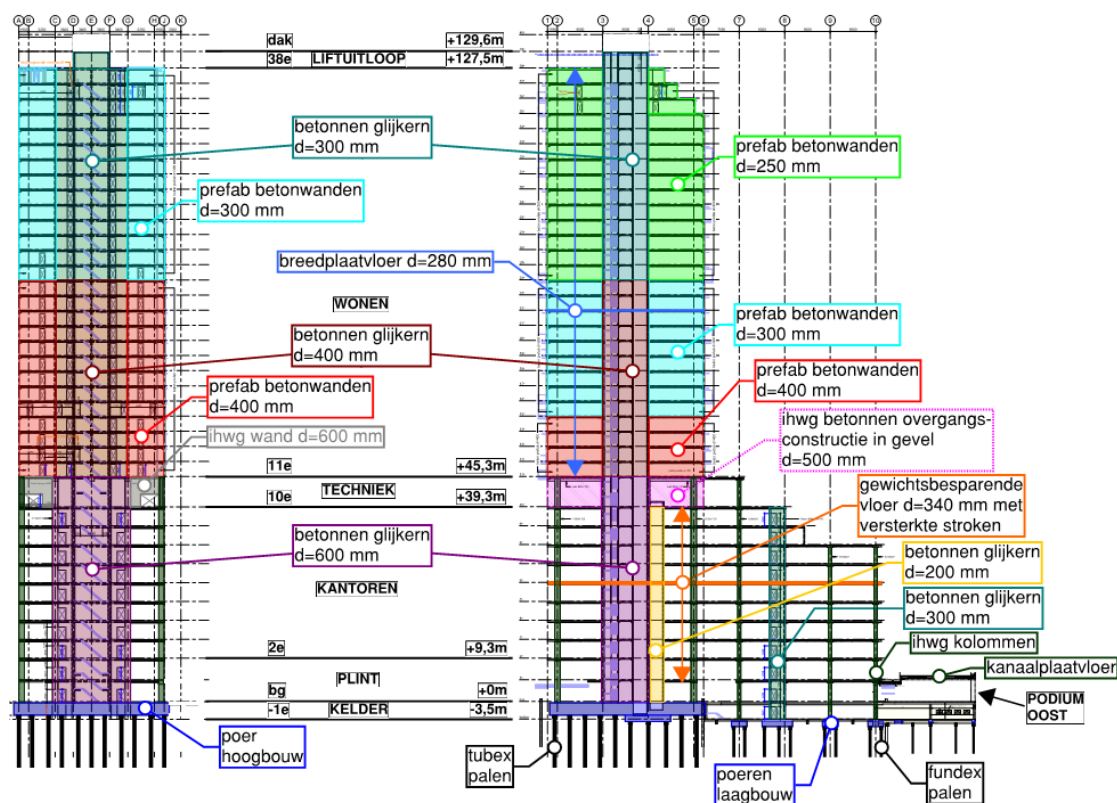 A B C D E F G H J K
1 2 3 4 5 6 7 8 9 10
dak +129,6m
38e LIFTUITLOOP +127,5m
betonnen glijkern
d=300 mm
prefab betonwanden
d=250 mm
prefab betonwanden
d=300 mm
breedplaatvloer d=280 mm
WONEN
prefab betonwanden
d=300 mm
betonnen glijkern
d=400 mm
prefab betonwanden
d=400 mm
prefab betonwanden
d=400 mm
ihwg wand d=600 mm
ihwg betonnen overgangs-
constructie in gevel
d=500 mm
11e +45,3m
TECHNIEK
10e +39,3m
gewichtsbesparende
vloer d=340 mm met
versterkte stroken
betonnen glijkern
d=600 mm
betonnen glijkern
d=200 mm
KANTOREN
betonnen glijkern
d=300 mm
ihwg kolommen
2e +9,3m
kanaalplaatvloer
PLINT
bg +0m
PODIUM
OOST
-1e KELDER -3,5m
poer
hoogbouw
tubex
palen
poeren
laagbouw
fundex
palen